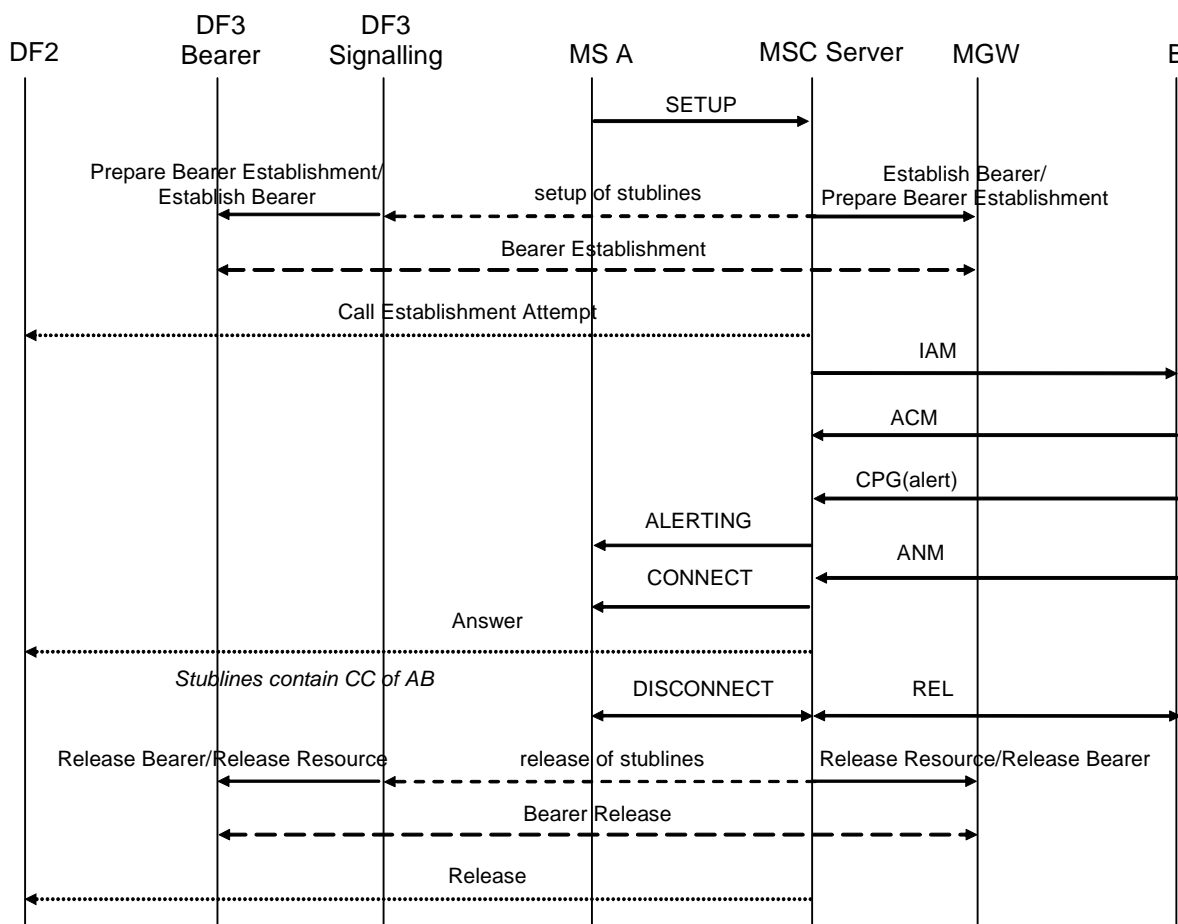 DF2
DF3
Bearer
DF3
Signalling
MS A
MSC Server
MGW
B
SETUP
Prepare Bearer Establishment/
Establish Bearer
setup of stublines
Establish Bearer/
Prepare Bearer Establishment
Bearer Establishment
Call Establishment Attempt
IAM
ACM
CPG(alert)
ALERTING
ANM
CONNECT
Answer
Stublines contain CC of AB
DISCONNECT
REL
Release Bearer/Release Resource
release of stublines
Release Resource/Release Bearer
Bearer Release
Release